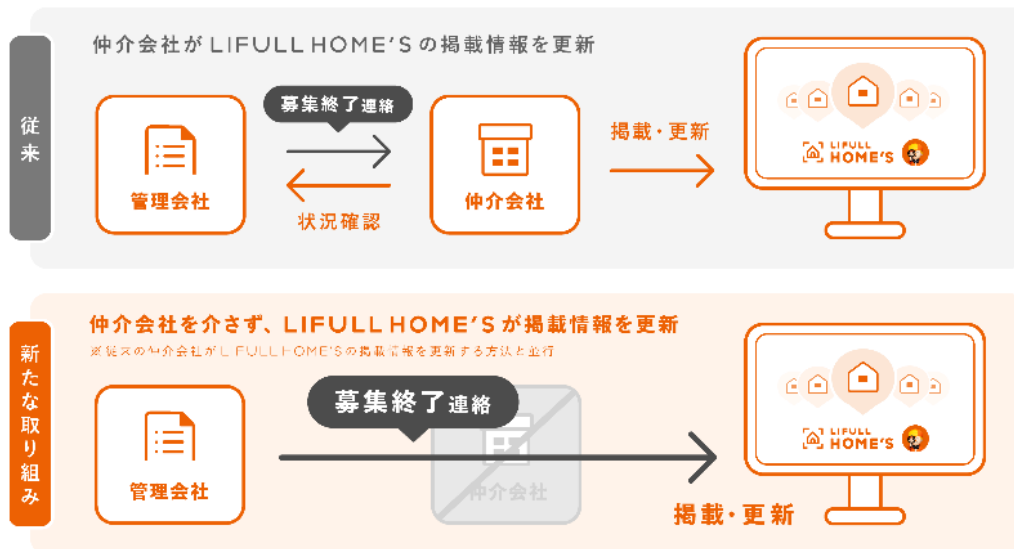 仲介会社がLIFULL HOME'Sの掲載情報を更新
従来
募集終了連絡
管理会社
状況確認
仲介会社
掲載・更新
LIFULL
HOME'S
仲介会社を介さず、LIFULL HOME'Sが掲載情報を更新
※従来の仲介会社がLIFULL HOME'Sの掲載情報を更新する方法と並行
新たな取り組み
募集終了連絡
管理会社
仲介会社
掲載・更新
LIFULL
HOME'S